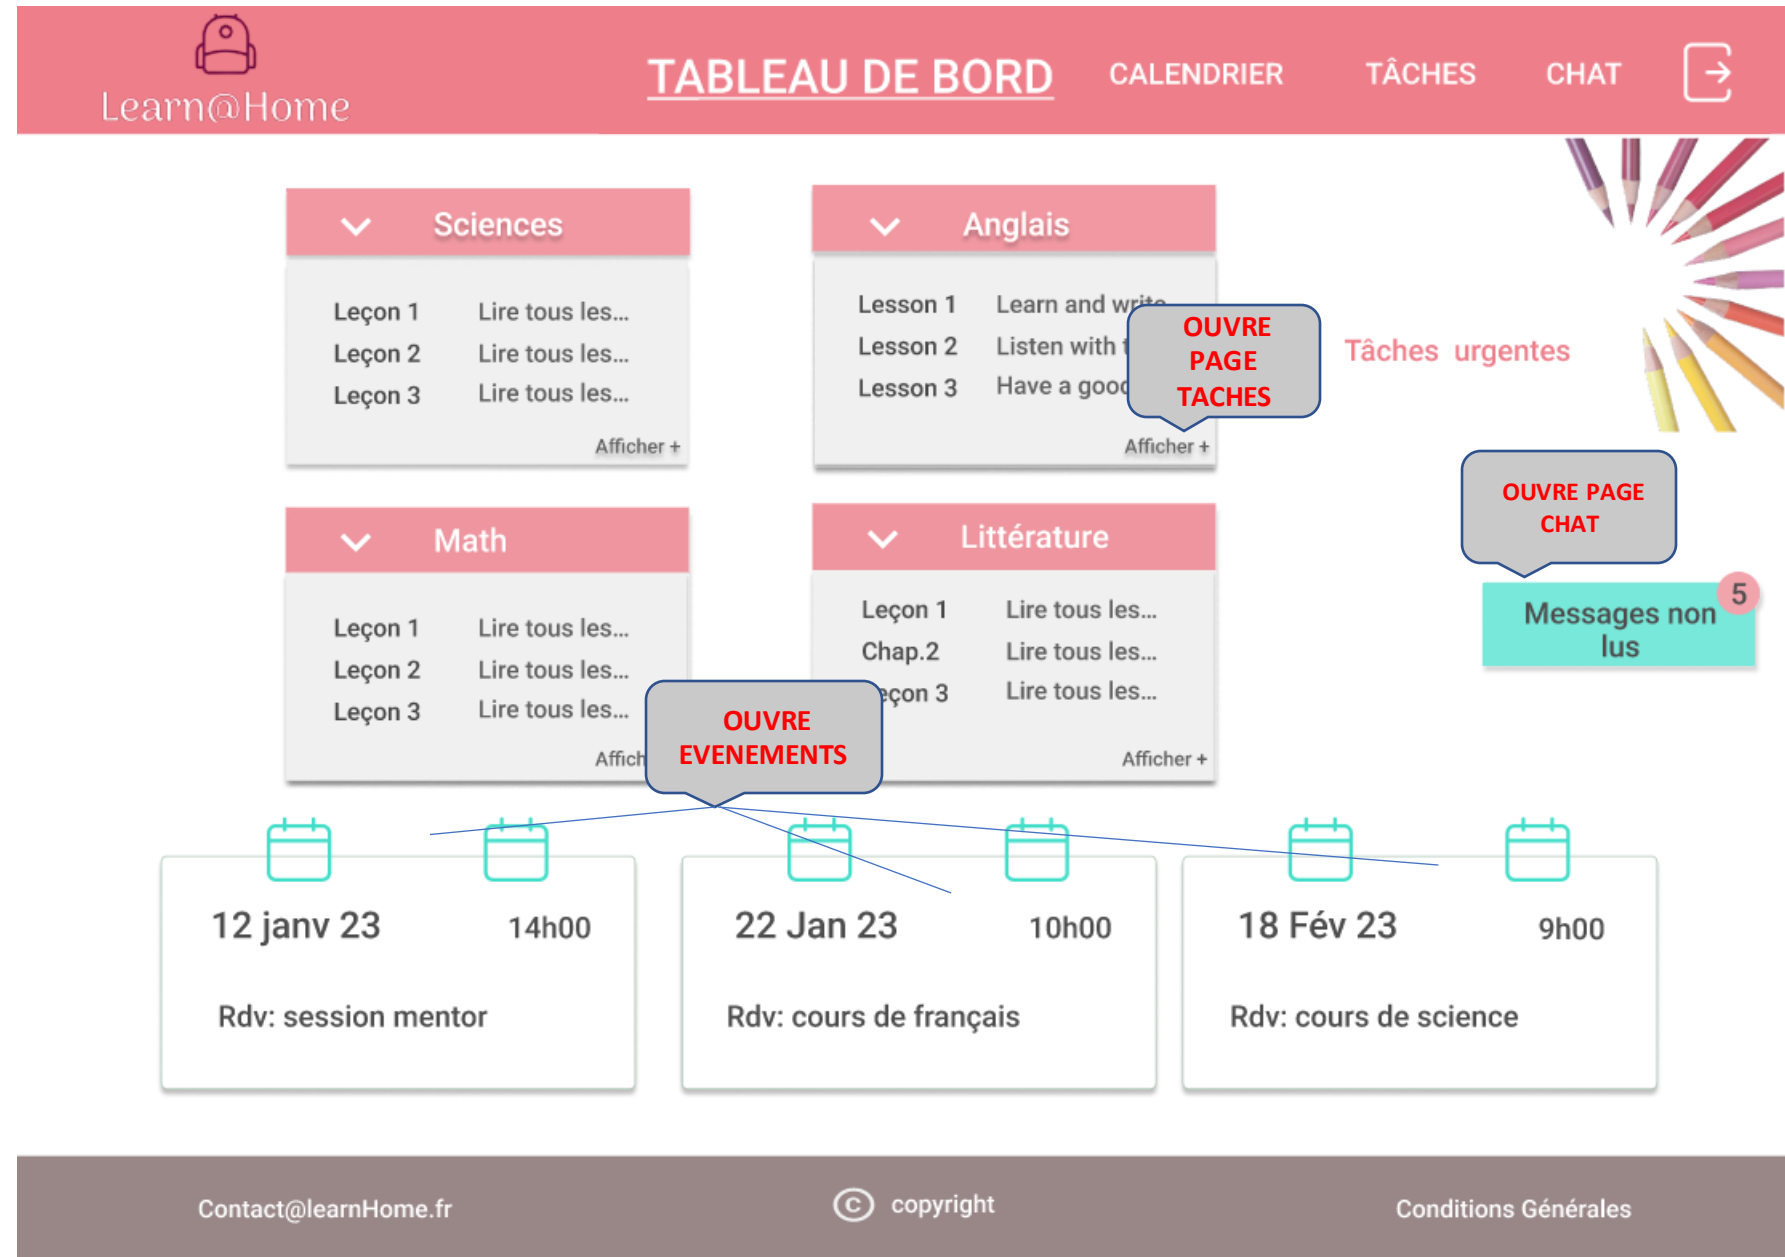 Learn@Home
TABLEAU DE BORD
CALENDRIER
TÂCHES
CHAT
Sciences
Leçon 1 Lire tous les...
Leçon 2 Lire tous les...
Leçon 3 Lire tous les...
Afficher +
Anglais
Lesson 1 Learn and write
Lesson 2 Listen with
Lesson 3 Have a good
Afficher +
OUVRE
PAGE
TACHES
Tâches urgentes
OUVRE PAGE
CHAT
5
Messages non
lus
Math
Leçon 1 Lire tous les...
Leçon 2 Lire tous les...
Leçon 3 Lire tous les...
Littérature
Leçon 1 Lire tous les...
Chap.2 Lire tous les...
eçon 3 Lire tous les...
Afficher +
OUVRE
EVENEMENTS
12 janv 23 14h00
Rdv: session mentor
22 Jan 23 10h00
Rdv: cours de français
18 Fév 23 9h00
Rdv: cours de science
Contact@learnHome.fr
© copyright
Conditions Générales